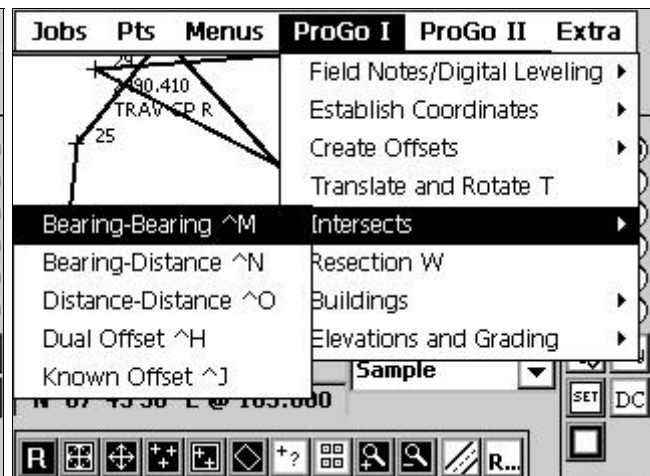 Jobs Pts Menus ProGo I ProGo II Extra
Field Notes/Digital Leveling
90.410
Establish Coordinates
TRAV CP R
25
Create Offsets
Translate and Rotate T
Bearing-Bearing ^M
Intersects
Bearing-Distance ^N
Resection W
Distance-Distance ^O
Buildings
Dual Offset ^H
Elevations and Grading
Known Offset ^J
Sample
SET DC
R +? R...